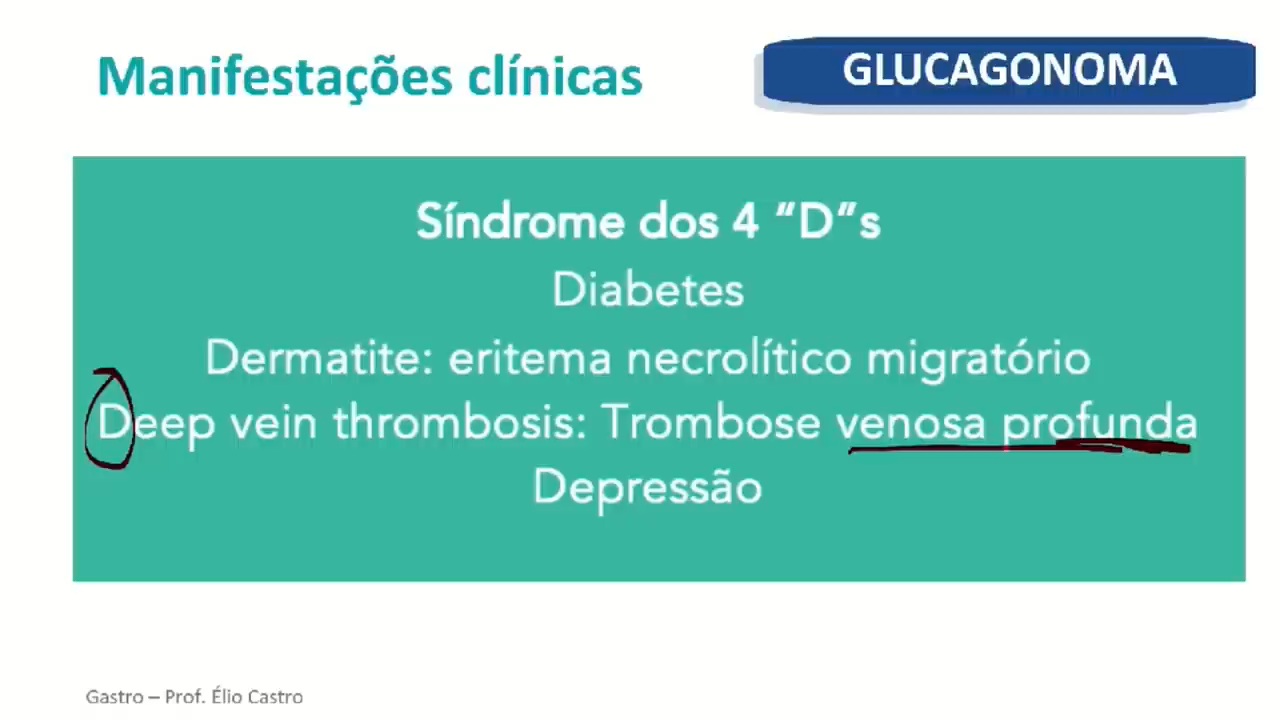 Manifestações clínicas
GLUCAGONOMA
Síndrome dos 4 “D”s
Diabetes
Dermatite: eritema necrolítico migratório
Deep vein thrombosis: Trombose venosa profunda
Depressão
Gastro – Prof. Élio Castro